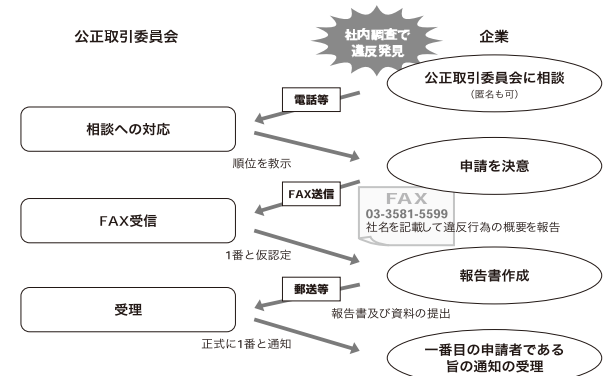 公正取引委員会
社内調査で
違反発見
企業
公正取引委員会に相談
（匿名も可）
電話等
相談への対応
順位を教示
申請を決意
FAX送信
FAX
03-3581-5599
社名を記載して違反行為の概要を報告
FAX受信
1番と仮認定
報告書作成
郵送等
報告書及び資料の提出
受理
正式に1番と通知
一番目の申請者である
旨の通知の受理